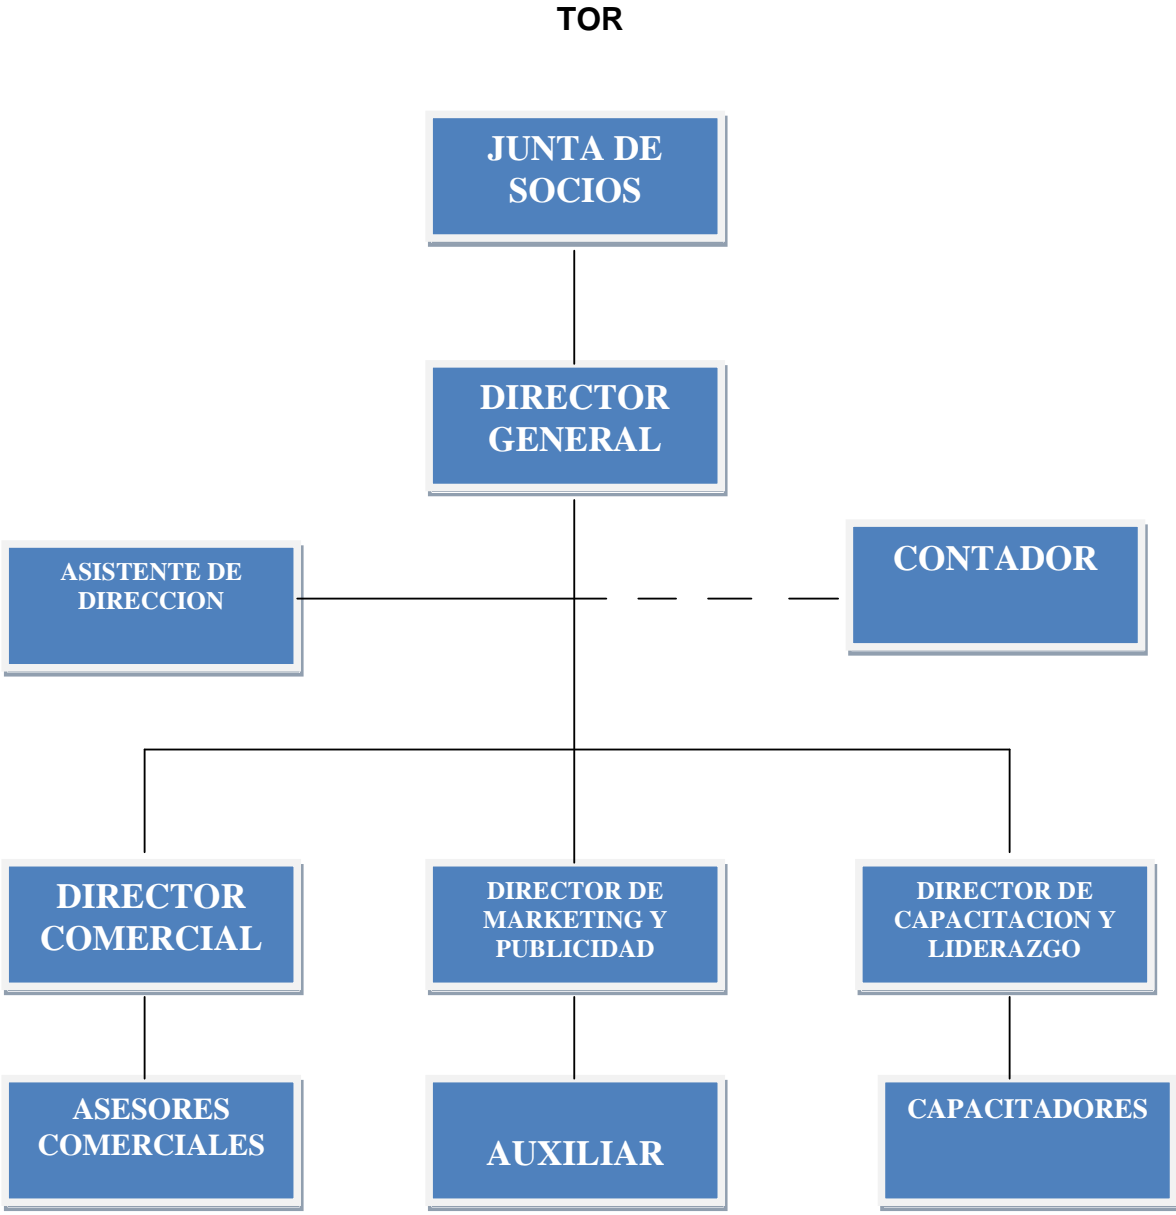 TOR
JUNTA DE
SOCIOS
DIRECTOR
GENERAL
ASISTENTE DE
DIRECCION
CONTADOR
DIRECTOR
COMERCIAL
DIRECTOR DE
MARKETING Y
PUBLICIDAD
DIRECTOR DE
CAPACITACION Y
LIDERAZGO
ASESORES
COMERCIALES
AUXILIAR
CAPACITADORES